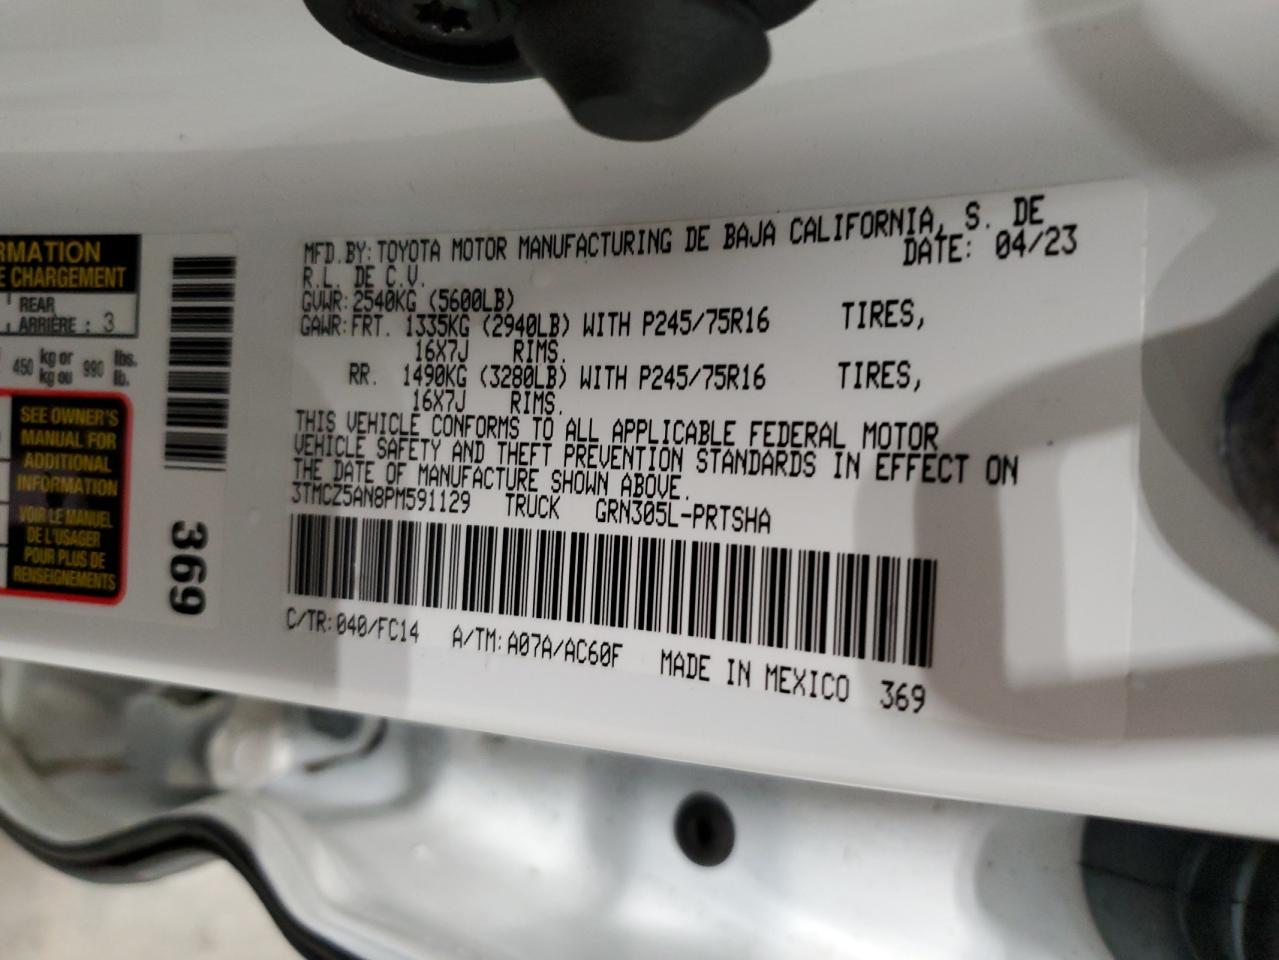 RMATION
E CHARGEMENT
REAR
ARRIÈRE : 3
450 kg or 990 lbs.
kg ou lb.
SEE OWNER'S
MANUAL FOR
ADDITIONAL
INFORMATION
VOIR LE MANUEL
DE L'USAGER
POUR PLUS DE
RENSEIGNEMENTS
369
MFD. BY: TOYOTA MOTOR MANUFACTURING DE BAJA CALIFORNIA, S. DE
R.L. DE C.V. DATE: 04/23
GVWR: 2540KG (5600LB)
GAWR: FRT. 1335KG (2940LB) WITH P245/75R16 TIRES,
16X7J RIMS.
RR. 1490KG (3280LB) WITH P245/75R16 TIRES,
16X7J RIMS.
THIS VEHICLE CONFORMS TO ALL APPLICABLE FEDERAL MOTOR
VEHICLE SAFETY AND THEFT PREVENTION STANDARDS IN EFFECT ON
THE DATE OF MANUFACTURE SHOWN ABOVE.
3TMCZ5AN8PM591129 TRUCK GRN305L-PRTSHA
C/TR: 040/FC14 A/TM: A07A/AC60F MADE IN MEXICO 369